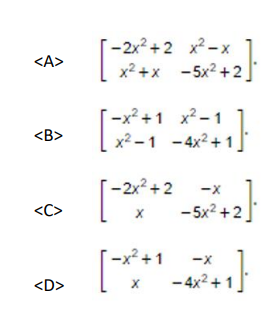 <A> [ -2x² + 2  x² - x
x² + x  -5x² + 2 ].
<B> [ -x² + 1  x² - 1
x² - 1  -4x² + 1 ].
<C> [ -2x² + 2  -x
x  -5x² + 2 ].
<D> [ -x² + 1  -x
x  -4x² + 1 ].